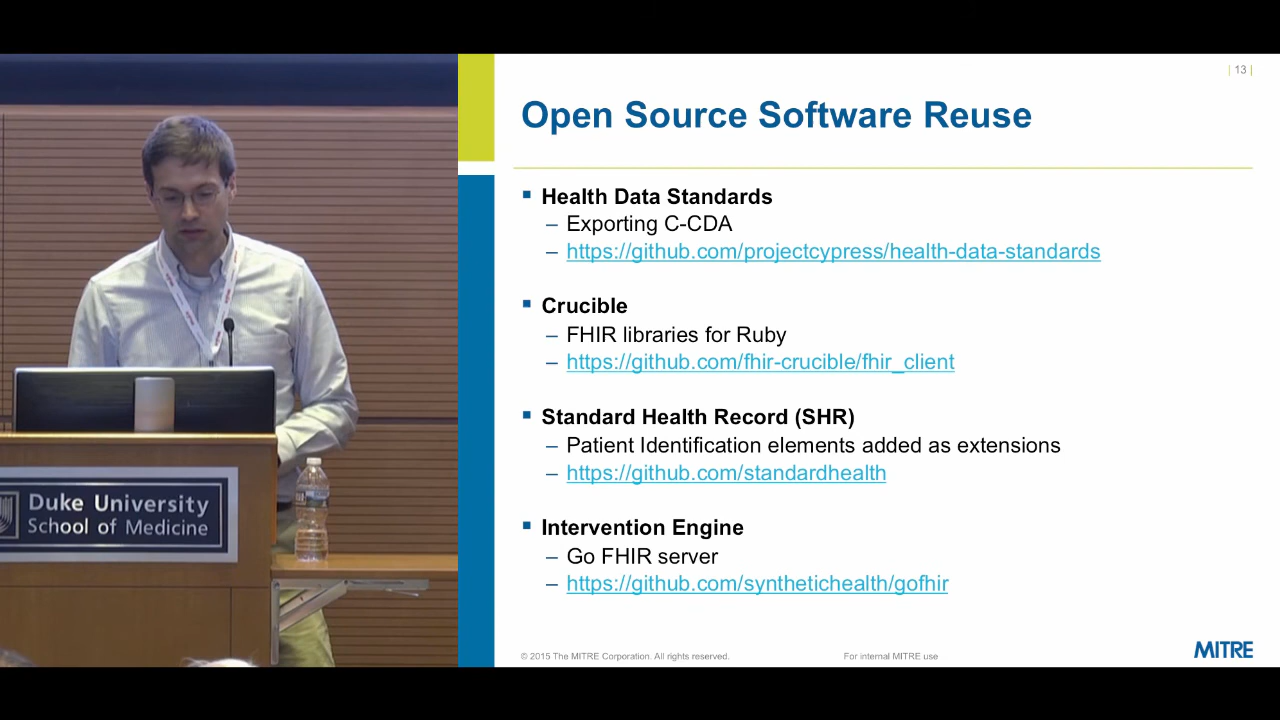 | 13 |
Open Source Software Reuse
▪ Health Data Standards
– Exporting C-CDA
– https://github.com/projectcypress/health-data-standards
▪ Crucible
– FHIR libraries for Ruby
– https://github.com/fhir-crucible/fhir_client
▪ Standard Health Record (SHR)
– Patient Identification elements added as extensions
– https://github.com/standardhealth
▪ Intervention Engine
– Go FHIR server
– https://github.com/synthetichealth/gofhir
© 2015 The MITRE Corporation. All rights reserved.
For internal MITRE use
MITRE
Duke University
School of Medicine